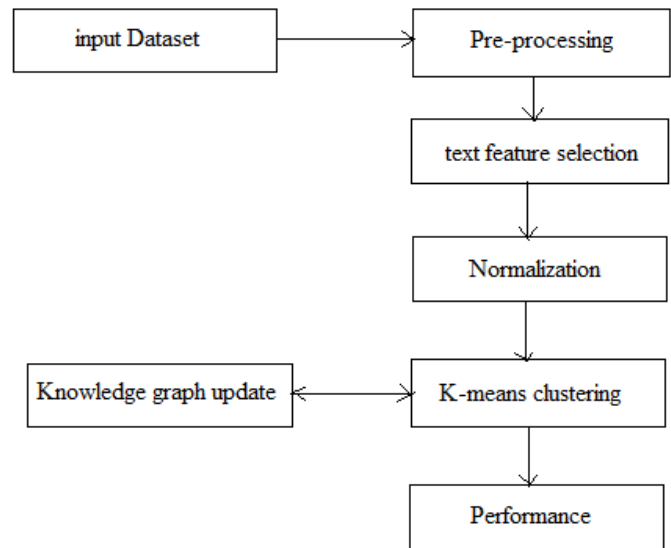 input Dataset
Pre-processing
text feature selection
Normalization
Knowledge graph update
K-means clustering
Performance